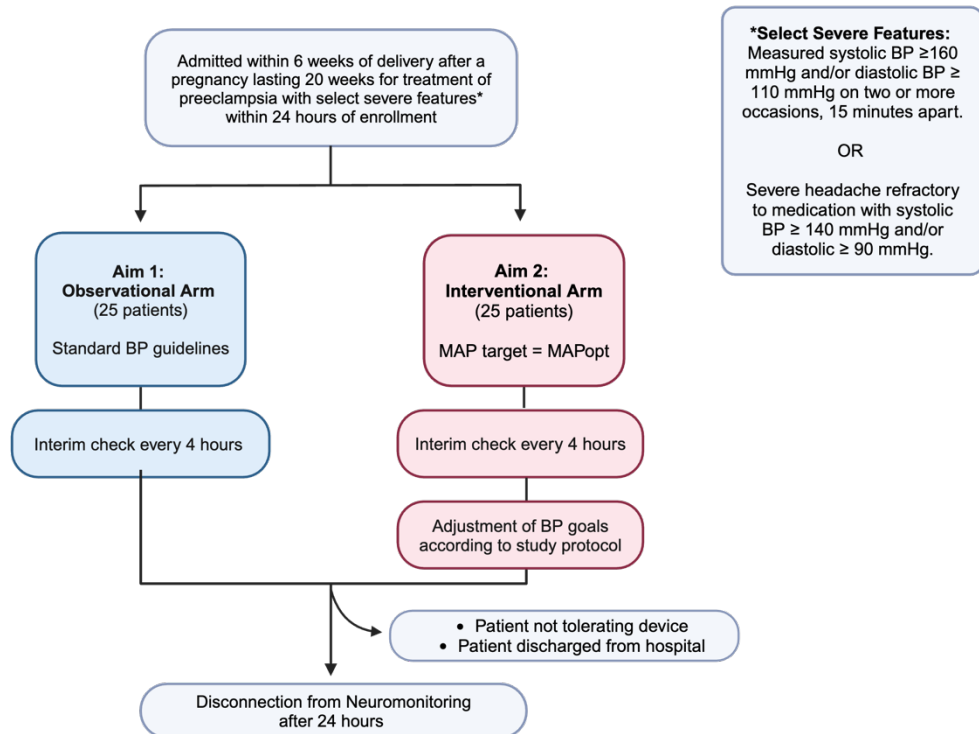 Admitted within 6 weeks of delivery after a
pregnancy lasting 20 weeks for treatment of
preeclampsia with select severe features*
within 24 hours of enrollment
*Select Severe Features:
Measured systolic BP ≥160
mmHg and/or diastolic BP ≥
110 mmHg on two or more
occasions, 15 minutes apart.
OR
Severe headache refractory
to medication with systolic
BP ≥ 140 mmHg and/or
diastolic ≥ 90 mmHg.
Aim 1:
Observational Arm
(25 patients)
Standard BP guidelines
Aim 2:
Interventional Arm
(25 patients)
MAP target = MAPopt
Interim check every 4 hours
Interim check every 4 hours
Adjustment of BP goals
according to study protocol
• Patient not tolerating device
• Patient discharged from hospital
Disconnection from Neuromonitoring
after 24 hours